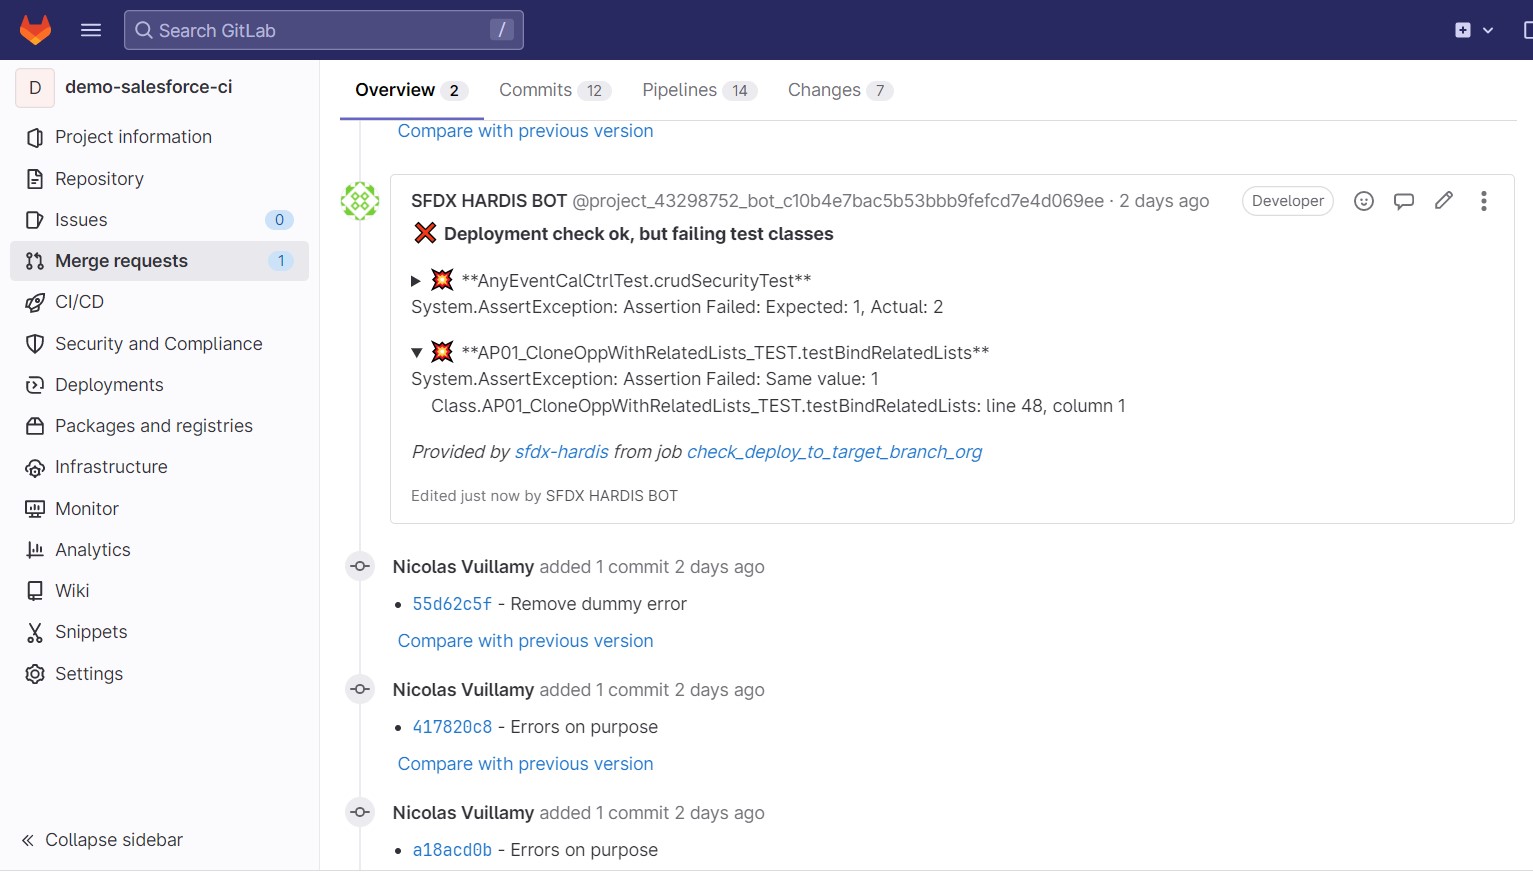 Search GitLab /
D demo-salesforce-ci
Project information
Repository
Issues 0
Merge requests 1
CI/CD
Security and Compliance
Deployments
Packages and registries
Infrastructure
Monitor
Analytics
Wiki
Snippets
Settings
Collapse sidebar
Overview 2 Commits 12 Pipelines 14 Changes 7
Compare with previous version
SFDX HARDIS BOT @project_43298752_bot_c10b4e7bac5b53bbb9fefcd7e4d069ee · 2 days ago Developer
❌ Deployment check ok, but failing test classes
▶ 💥 **AnyEventCalCtrlTest.crudSecurityTest**
System.AssertException: Assertion Failed: Expected: 1, Actual: 2
▼ 💥 **AP01_CloneOppWithRelatedLists_TEST.testBindRelatedLists**
System.AssertException: Assertion Failed: Same value: 1
Class.AP01_CloneOppWithRelatedLists_TEST.testBindRelatedLists: line 48, column 1
Provided by sfdx-hardis from job check_deploy_to_target_branch_org
Edited just now by SFDX HARDIS BOT
Nicolas Vuillamy added 1 commit 2 days ago
• 55d62c5f - Remove dummy error
Compare with previous version
Nicolas Vuillamy added 1 commit 2 days ago
• 417820c8 - Errors on purpose
Compare with previous version
Nicolas Vuillamy added 1 commit 2 days ago
• a18acd0b - Errors on purpose